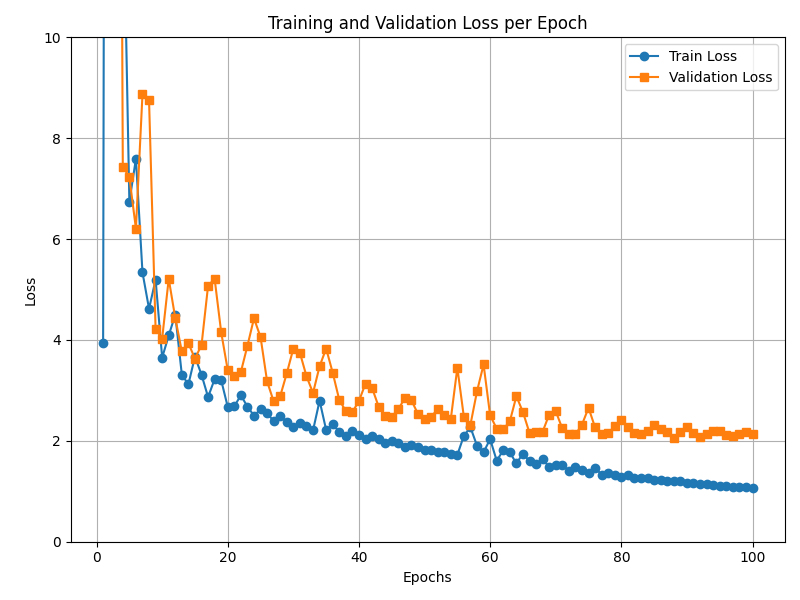 Training and Validation Loss per Epoch
Train Loss
Validation Loss
10
8
6
4
2
0
Loss
0 20 40 60 80 100
Epochs